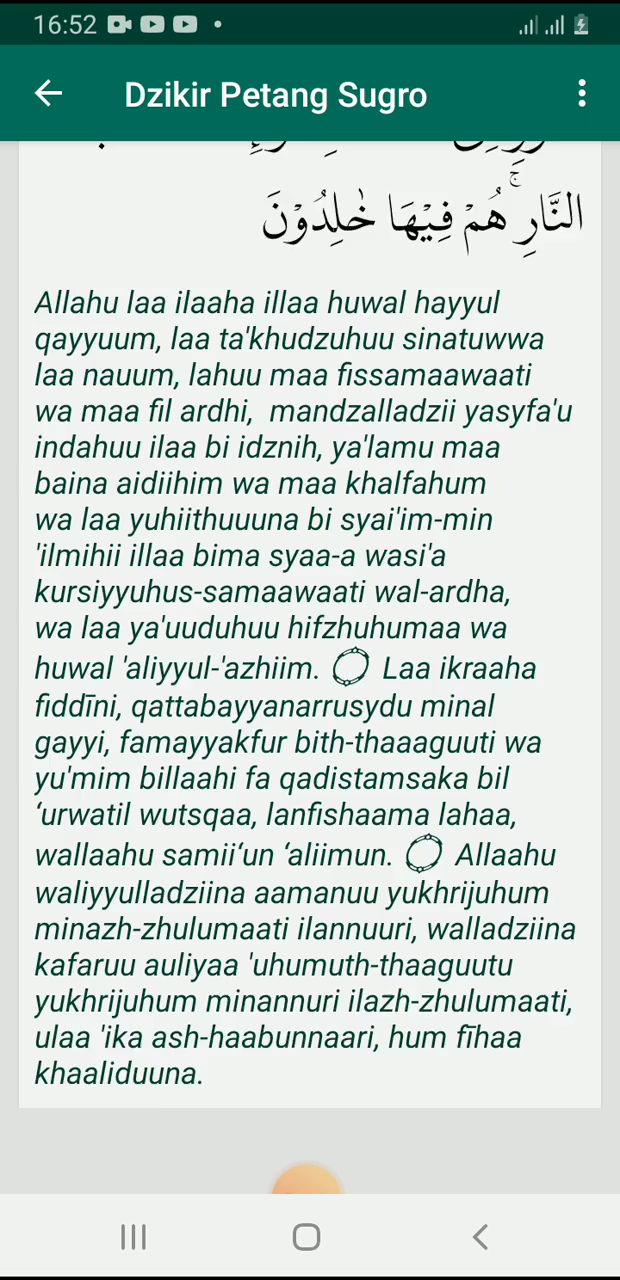 16:52
Dzikir Petang Sugro
النَّارِ ۚ هُمْ فِيْهَا خٰلِدُوْنَ
Allahu laa ilaaha illaa huwal hayyul
qayyuum, laa ta'khudzuhuu sinatuwwa
laa nauum, lahuu maa fissamaawaati
wa maa fil ardhi,  mandzalladzii yasyfa'u
indahuu ilaa bi idznih, ya'lamu maa
baina aidiihim wa maa khalfahum
wa laa yuhiithuuuna bi syai'im-min
'ilmihii illaa bima syaa-a wasi'a
kursiyyuhus-samaawaati wal-ardha,
wa laa ya'uuduhuu hifzhuhumaa wa
huwal 'aliyyul-'azhiim. ۝ Laa ikraaha
fiddīni, qattabayyanarrusydu minal
gayyi, famayyakfur bith-thaaaguuti wa
yu'mim billaahi fa qadistamsaka bil
‘urwatil wutsqaa, lanfishaama lahaa,
wallaahu samii‘un ‘aliimun. ۝ Allaahu
waliyyulladziina aamanuu yukhrijuhum
minazh-zhulumaati ilannuuri, walladziina
kafaruu auliyaa 'uhumuth-thaaguutu
yukhrijuhum minannuri ilazh-zhulumaati,
ulaa 'ika ash-haabunnaari, hum fīhaa
khaaliduuna.